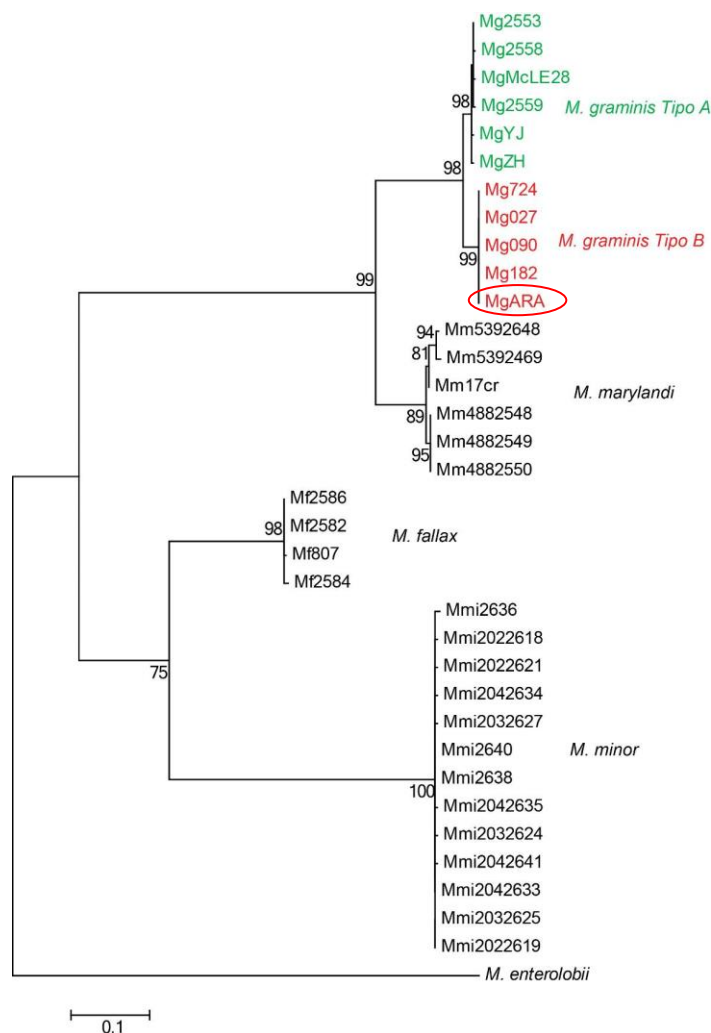 Mg2553
Mg2558
MgMcLE28
98
Mg2559
M. graminis Tipo A
MgYJ
MgZH
98
Mg724
Mg027
Mg090
M. graminis Tipo B
99
Mg182
99
MgARA
94
Mm5392648
81
Mm5392469
Mm17cr
M. marylandi
89
Mm4882548
Mm4882549
95
Mm4882550
Mf2586
98
Mf2582
M. fallax
Mf807
Mf2584
Mmi2636
Mmi2022618
75
Mmi2022621
Mmi2042634
Mmi2032627
Mmi2640
M. minor
Mmi2638
100
Mmi2042635
Mmi2032624
Mmi2042641
Mmi2042633
Mmi2032625
Mmi2022619
M. enterolobii
0.1